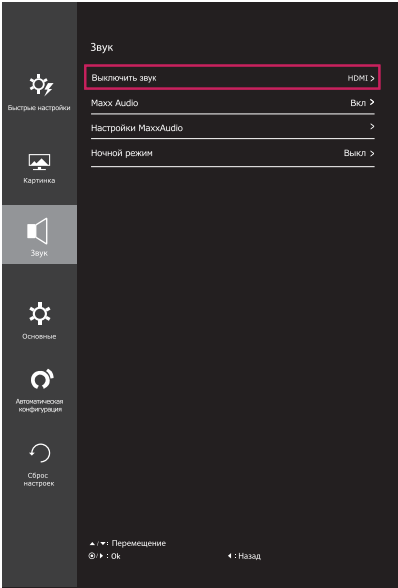 Звук
Выключить звук HDMI >
Maxx Audio Вкл >
Настройки MaxxAudio >
Ночной режим Выкл >
Быстрые настройки
Картинка
Звук
Основные
Автоматическая
конфигурация
Сброс
настроек
▲/▼: Перемещение
◉/▶ : Ok ◀ : Назад